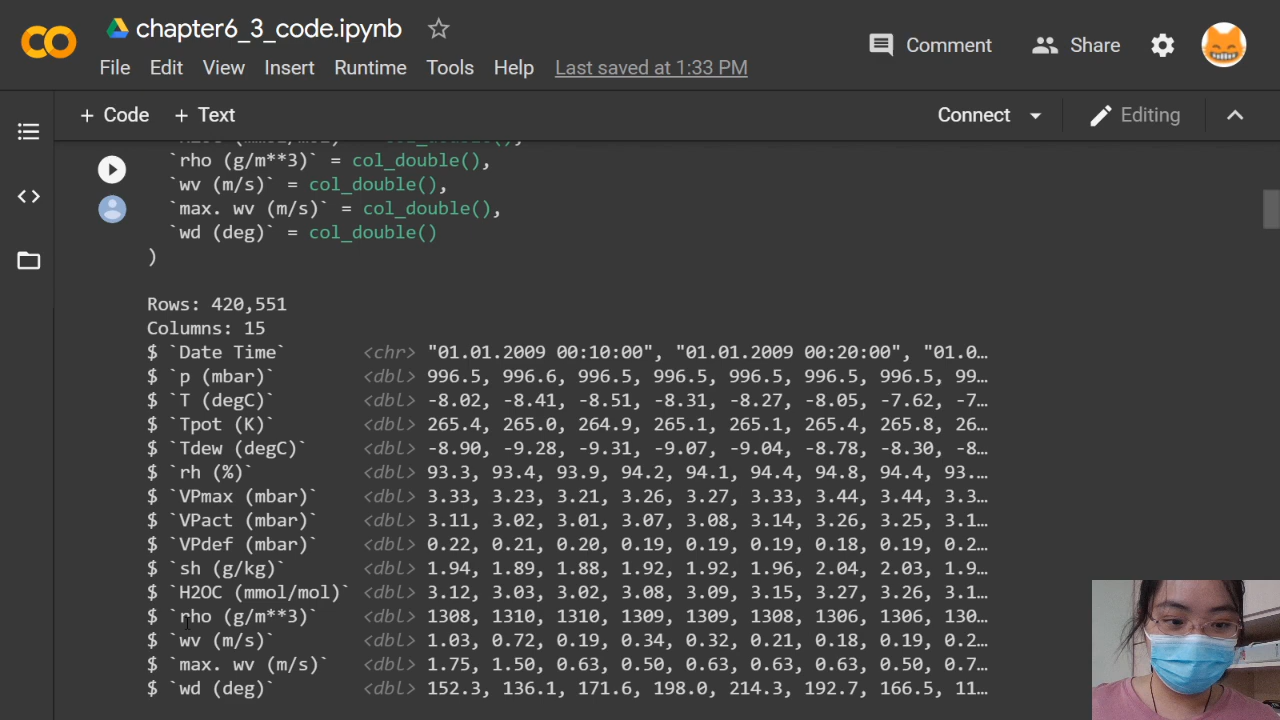 chapter6_3_code.ipynb
Comment
Share
File Edit View Insert Runtime Tools Help Last saved at 1:33 PM
+ Code + Text
Connect
Editing
`rho (g/m**3)` = col_double(),
`wv (m/s)` = col_double(),
`max. wv (m/s)` = col_double(),
`wd (deg)` = col_double()
)
Rows: 420,551
Columns: 15
$ `Date Time` <chr> "01.01.2009 00:10:00", "01.01.2009 00:20:00", "01.0…
$ `p (mbar)` <dbl> 996.5, 996.6, 996.5, 996.5, 996.5, 996.5, 996.5, 99…
$ `T (degC)` <dbl> -8.02, -8.41, -8.51, -8.31, -8.27, -8.05, -7.62, -7…
$ `Tpot (K)` <dbl> 265.4, 265.0, 264.9, 265.1, 265.1, 265.4, 265.8, 26…
$ `Tdew (degC)` <dbl> -8.90, -9.28, -9.31, -9.07, -9.04, -8.78, -8.30, -8…
$ `rh (%)` <dbl> 93.3, 93.4, 93.9, 94.2, 94.1, 94.4, 94.8, 94.4, 93.…
$ `VPmax (mbar)` <dbl> 3.33, 3.23, 3.21, 3.26, 3.27, 3.33, 3.44, 3.44, 3.3…
$ `VPact (mbar)` <dbl> 3.11, 3.02, 3.01, 3.07, 3.08, 3.14, 3.26, 3.25, 3.1…
$ `VPdef (mbar)` <dbl> 0.22, 0.21, 0.20, 0.19, 0.19, 0.19, 0.18, 0.19, 0.2…
$ `sh (g/kg)` <dbl> 1.94, 1.89, 1.88, 1.92, 1.92, 1.96, 2.04, 2.03, 1.9…
$ `H2OC (mmol/mol)` <dbl> 3.12, 3.03, 3.02, 3.08, 3.09, 3.15, 3.27, 3.26, 3.1…
$ `rho (g/m**3)` <dbl> 1308, 1310, 1310, 1309, 1309, 1308, 1306, 1306, 130…
$ `wv (m/s)` <dbl> 1.03, 0.72, 0.19, 0.34, 0.32, 0.21, 0.18, 0.19, 0.2…
$ `max. wv (m/s)` <dbl> 1.75, 1.50, 0.63, 0.50, 0.63, 0.63, 0.63, 0.50, 0.7…
$ `wd (deg)` <dbl> 152.3, 136.1, 171.6, 198.0, 214.3, 192.7, 166.5, 11…